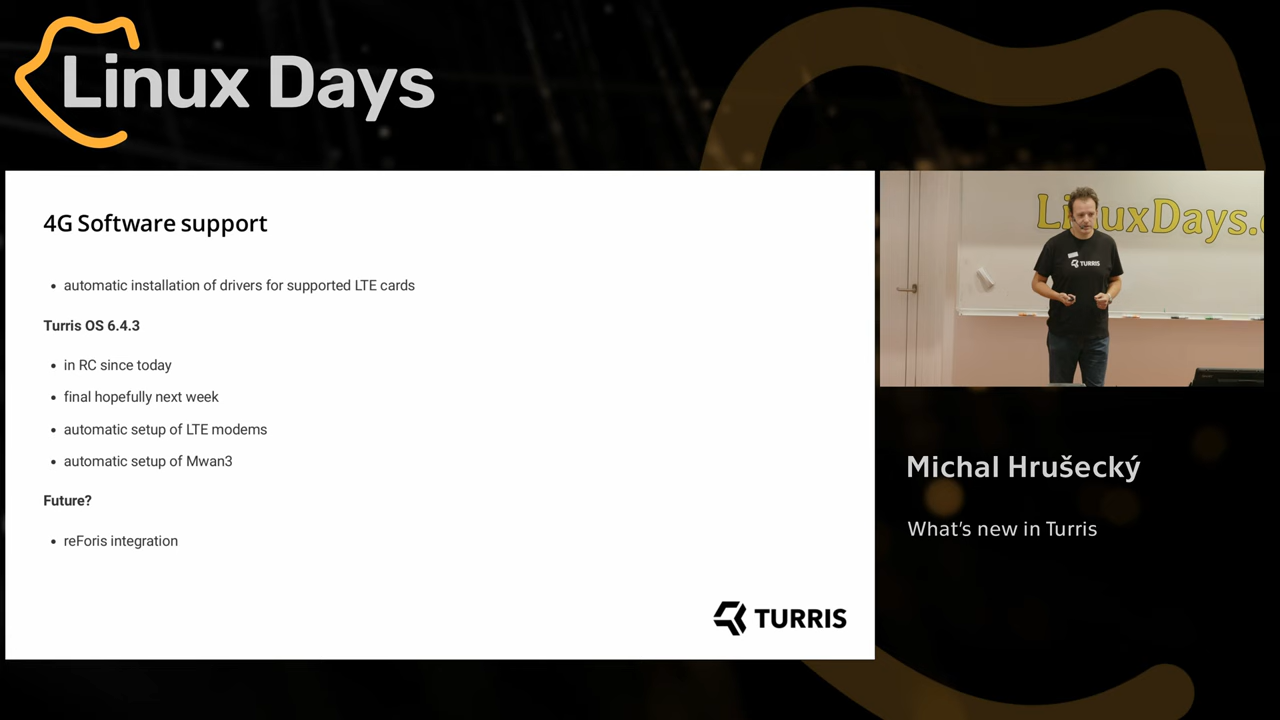 Linux Days
4G Software support
• automatic installation of drivers for supported LTE cards
Turris OS 6.4.3
• in RC since today
• final hopefully next week
• automatic setup of LTE modems
• automatic setup of Mwan3
Future?
• reForis integration
TURRIS
LinuxDays.
TURRIS
Michal Hrušecký
What's new in Turris